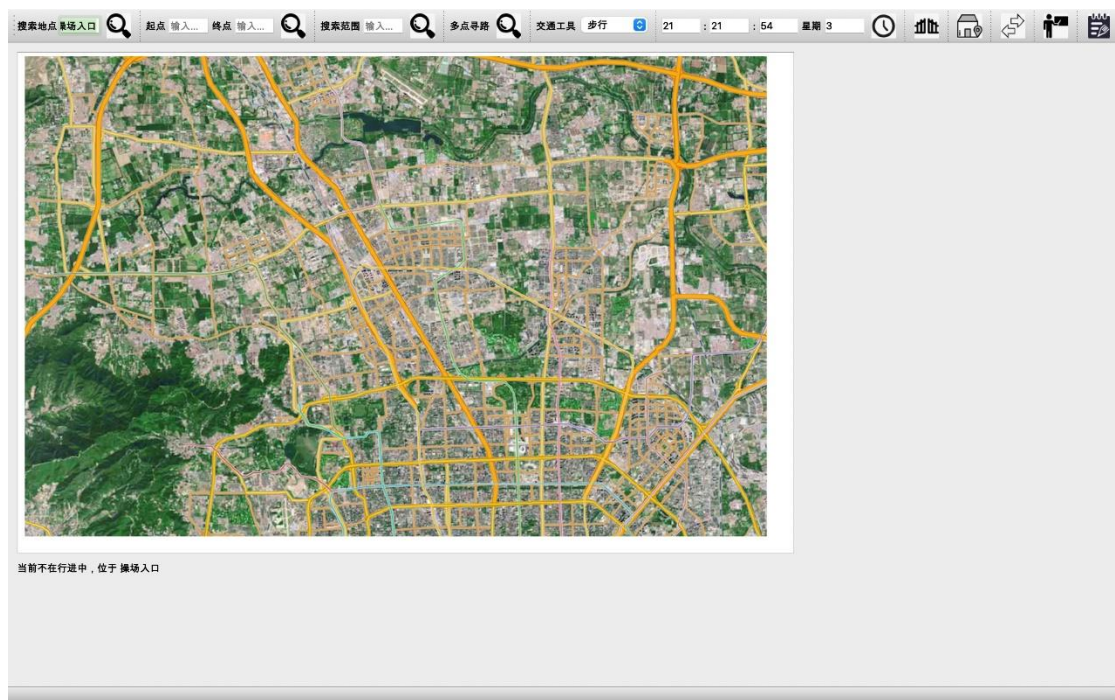 搜索地点 操场入口 起点 输入... 终点 输入... 搜索范围 输入... 多点寻路 交通工具 步行 21 : 21 : 54 星期 3
当前不在行进中，位于 操场入口